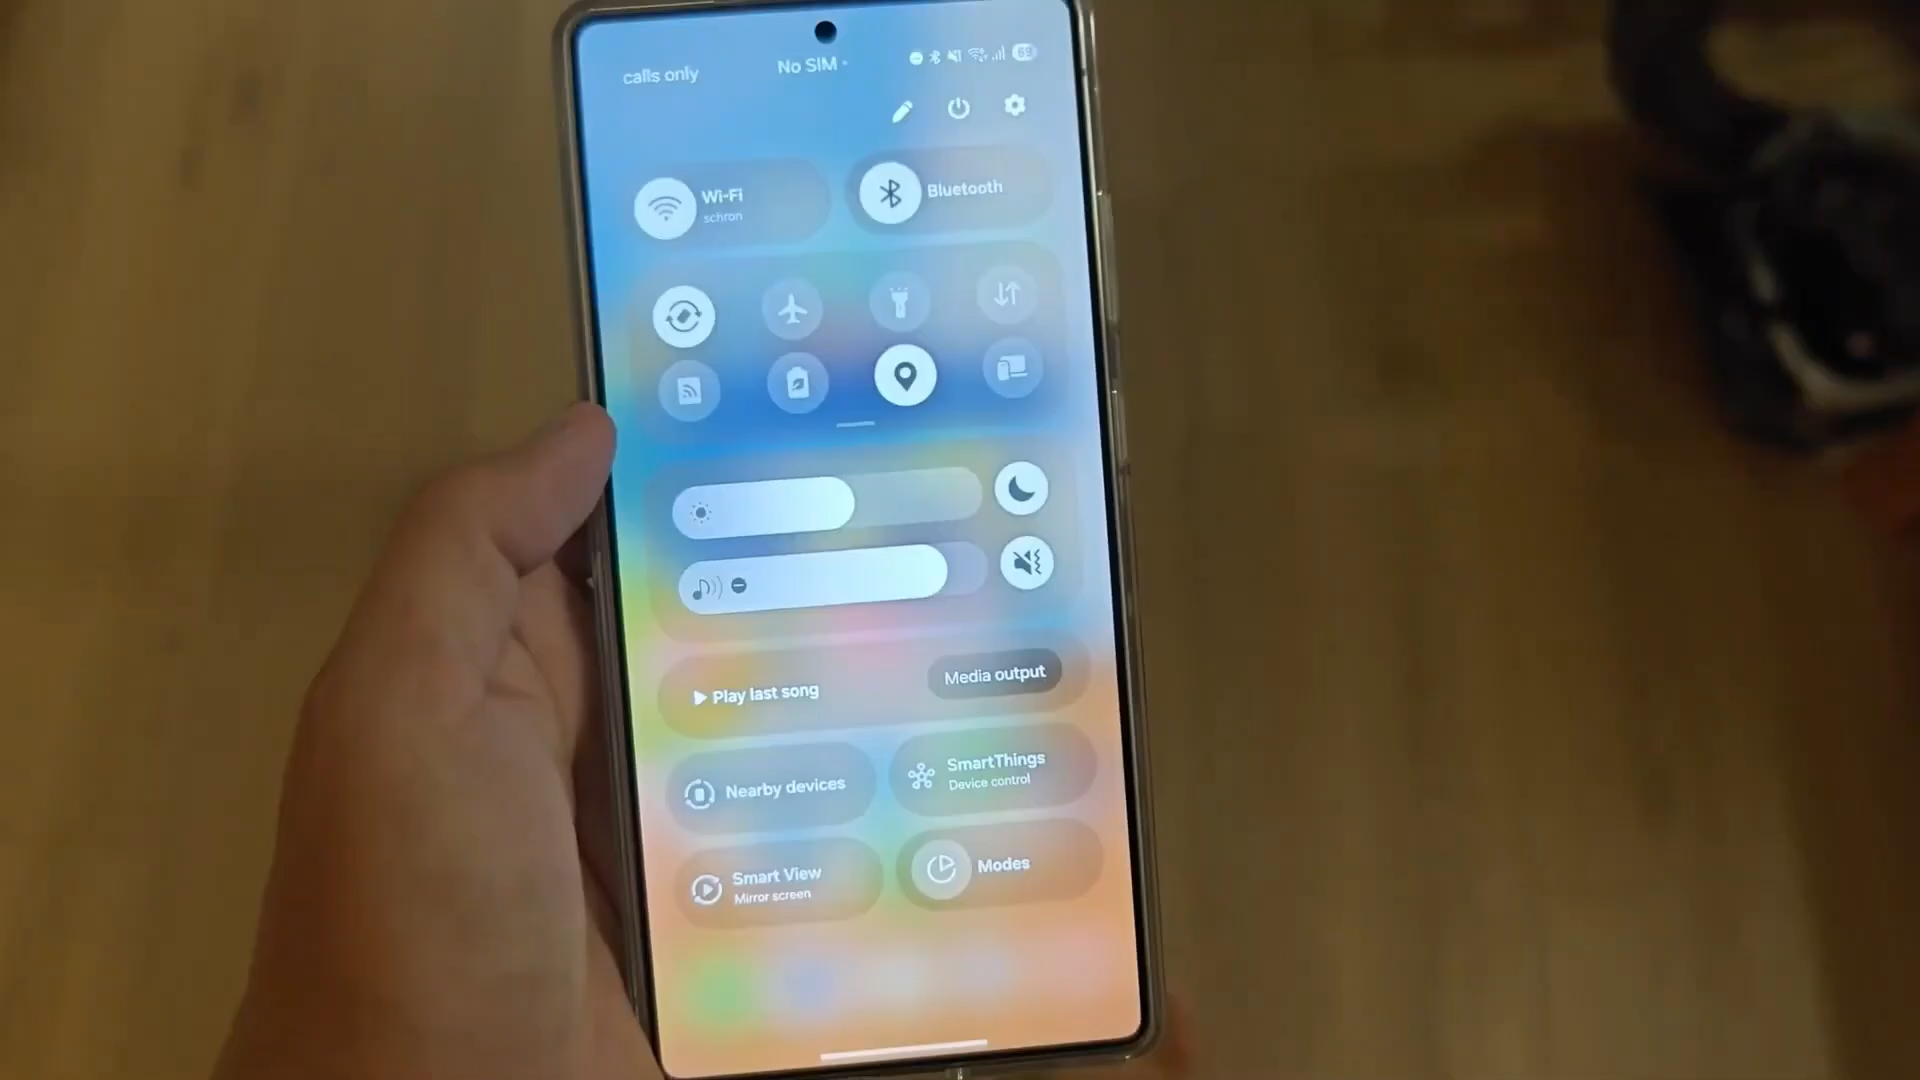 calls only
No SIM
69
Wi-Fi
schron
Bluetooth
Play last song
Media output
Nearby devices
SmartThings
Device control
Smart View
Mirror screen
Modes